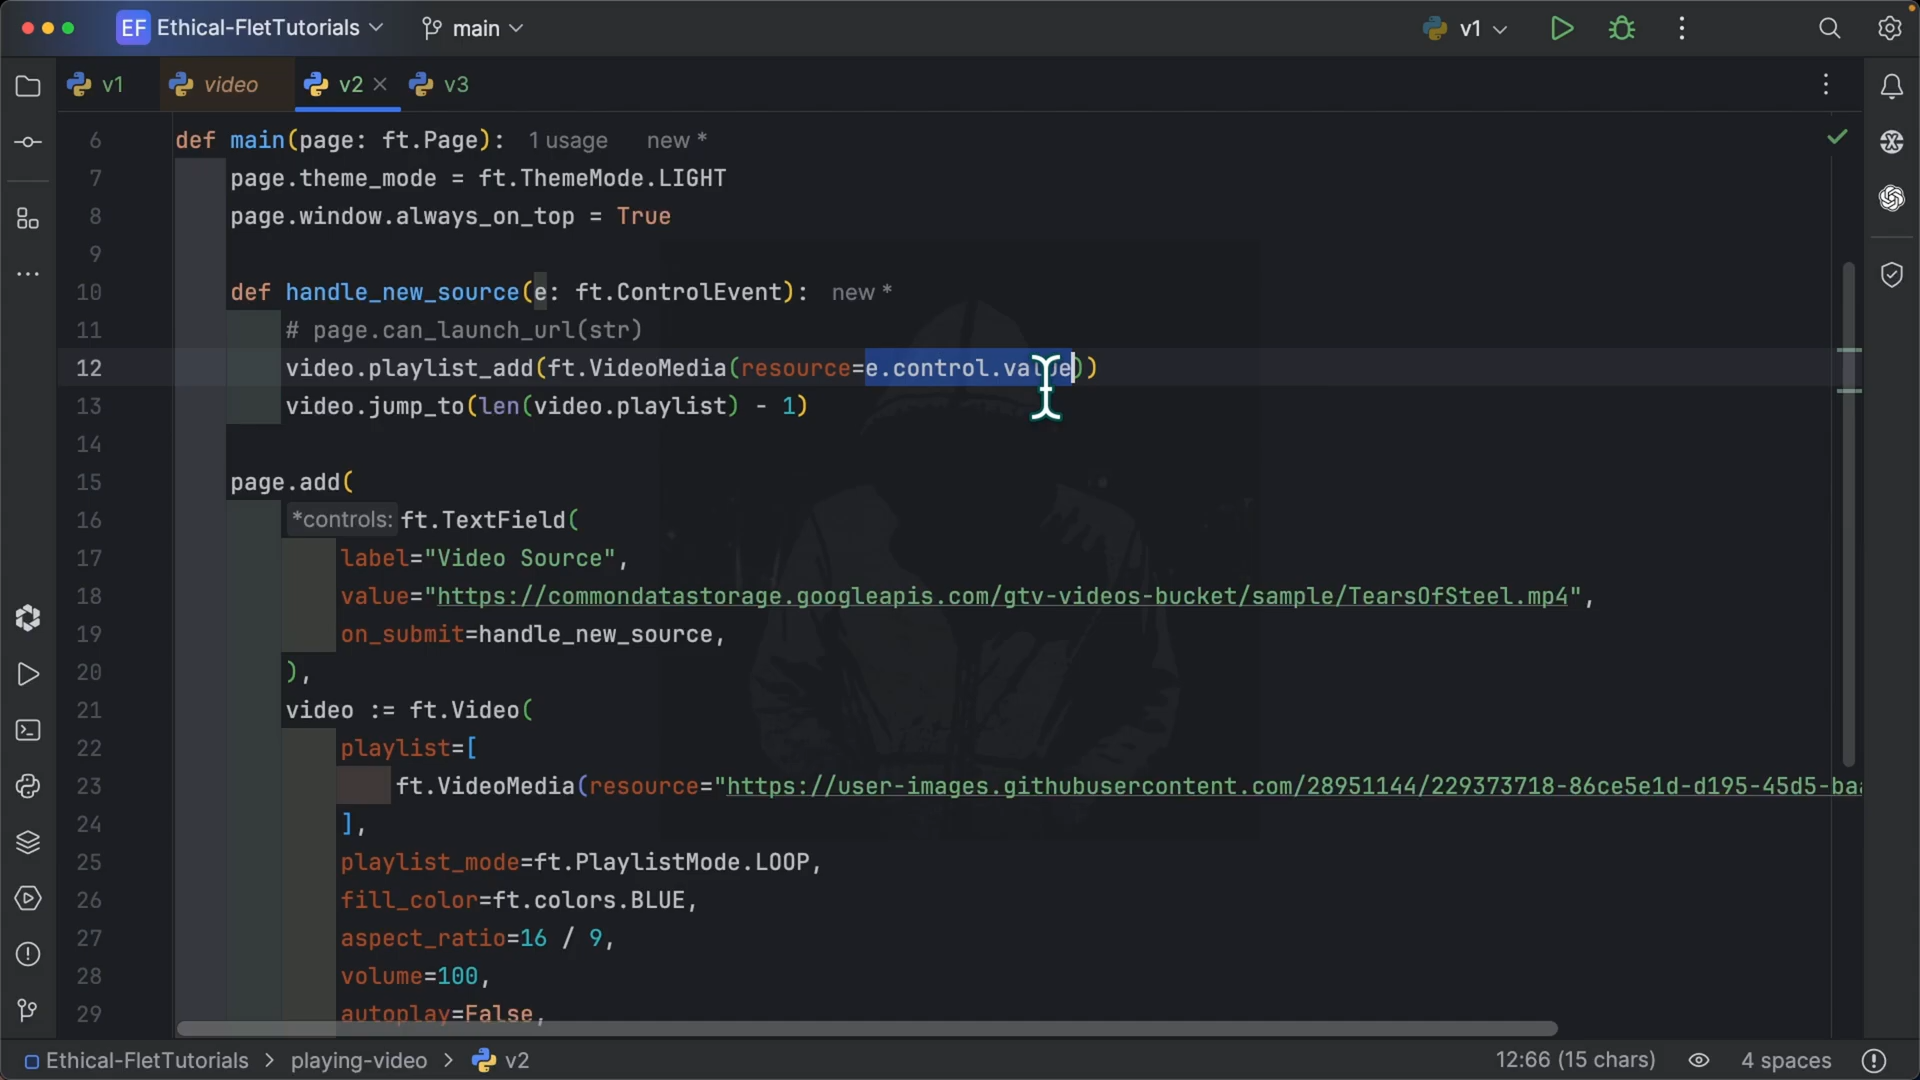 EF Ethical-FletTutorials main v1
v1 video v2 v3
6 def main(page: ft.Page): 1 usage new *
7 page.theme_mode = ft.ThemeMode.LIGHT
8 page.window.always_on_top = True
9
10 def handle_new_source(e: ft.ControlEvent): new *
11 # page.can_launch_url(str)
12 video.playlist_add(ft.VideoMedia(resource=e.control.value))
13 video.jump_to(len(video.playlist) - 1)
14
15 page.add(
16 *controls: ft.TextField(
17 label="Video Source",
18 value="https://commondatastorage.googleapis.com/gtv-videos-bucket/sample/TearsOfSteel.mp4",
19 on_submit=handle_new_source,
20 ),
21 video := ft.Video(
22 playlist=[
23 ft.VideoMedia(resource="https://user-images.githubusercontent.com/28951144/229373718-86ce5e1d-d195-45d5-baa
24 ],
25 playlist_mode=ft.PlaylistMode.LOOP,
26 fill_color=ft.colors.BLUE,
27 aspect_ratio=16 / 9,
28 volume=100,
29 autoplay=False,
Ethical-FletTutorials > playing-video > v2 12:66 (15 chars) 4 spaces